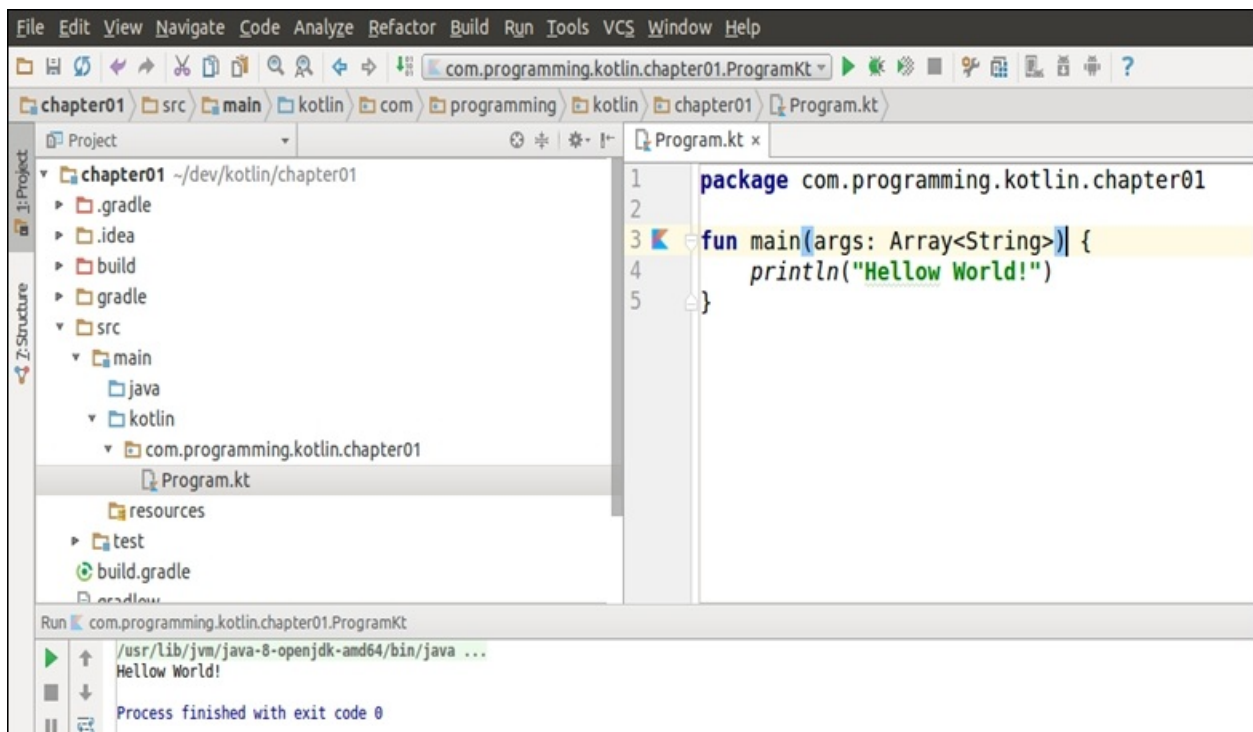 File Edit View Navigate Code Analyze Refactor Build Run Tools VCS Window Help
com.programming.kotlin.chapter01.ProgramKt
chapter01 src main kotlin com programming kotlin chapter01 Program.kt
Project
Program.kt
1: Project
Z: Structure
chapter01 ~/dev/kotlin/chapter01
.gradle
.idea
build
gradle
src
main
java
kotlin
com.programming.kotlin.chapter01
Program.kt
resources
test
build.gradle
gradlew
1 package com.programming.kotlin.chapter01
2
3 fun main(args: Array<String>) {
4 println("Hellow World!")
5 }
Run com.programming.kotlin.chapter01.ProgramKt
/usr/lib/jvm/java-8-openjdk-amd64/bin/java ...
Hellow World!
Process finished with exit code 0